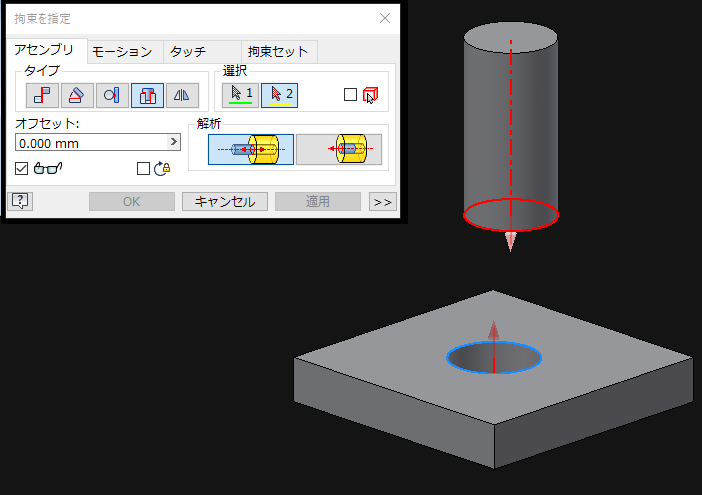 拘束を指定
アセンブリ モーション タッチ 拘束セット
タイプ
選択
1 2
オフセット:
0.000 mm
解析
OK キャンセル 適用 >>